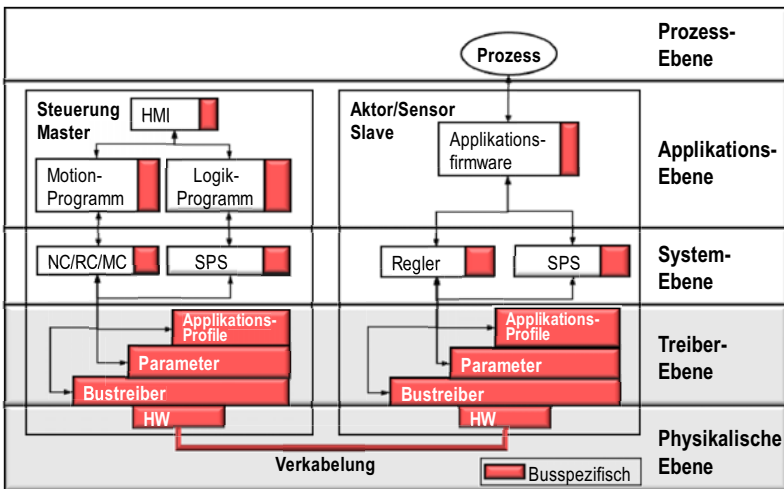 Prozess-
Ebene
Prozess
Steuerung
Master
HMI
Motion-
Programm
Logik-
Programm
Aktor/Sensor
Slave
Applikations-
firmware
Applikations-
Ebene
NC/RC/MC
SPS
Regler
SPS
System-
Ebene
Applikations-
Profile
Parameter
Bustreiber
Applikations-
Profile
Parameter
Bustreiber
Treiber-
Ebene
HW
HW
Verkabelung
Busspezifisch
Physikalische
Ebene